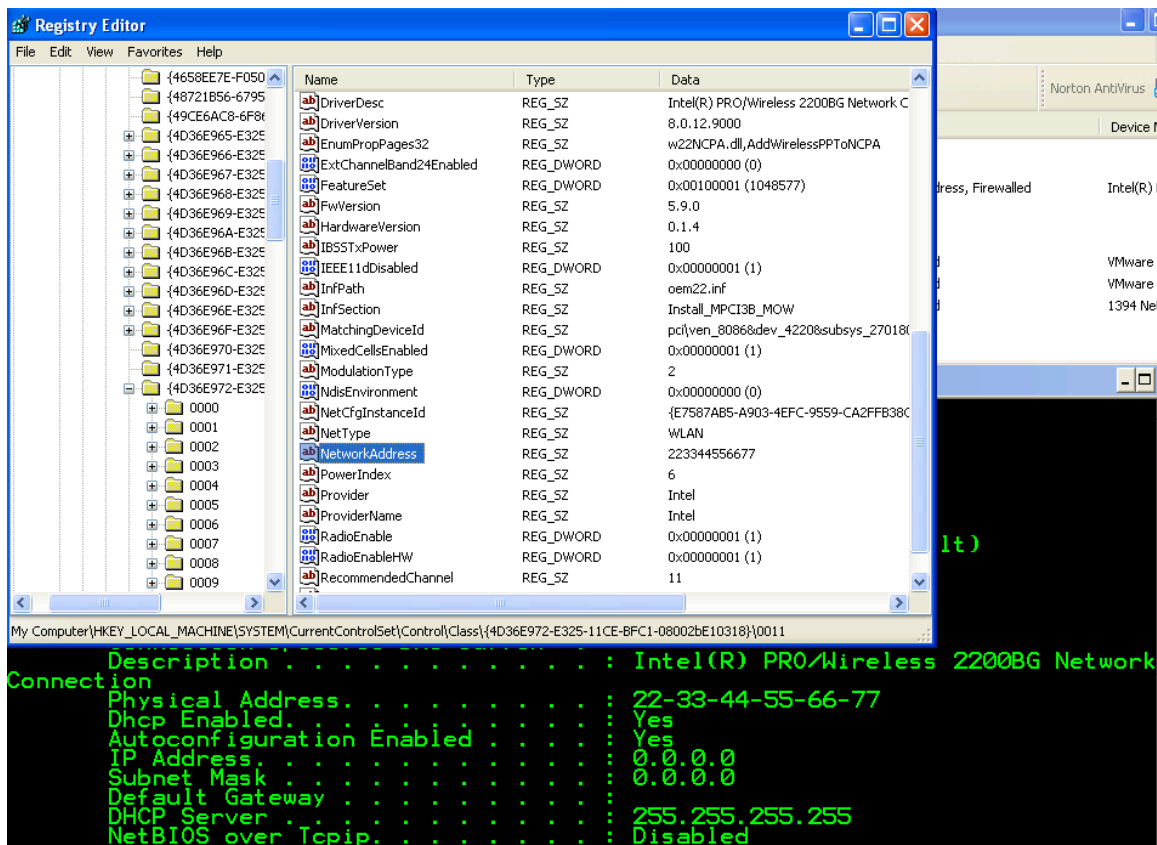 Registry Editor
File Edit View Favorites Help
Name Type Data
{4658EE7E-F050
{48721B56-6795
{49CE6AC8-6F86
{4D36E965-E325
{4D36E966-E325
{4D36E967-E325
{4D36E968-E325
{4D36E969-E325
{4D36E96A-E325
{4D36E96B-E325
{4D36E96C-E325
{4D36E96D-E325
{4D36E96E-E325
{4D36E96F-E325
{4D36E970-E325
{4D36E971-E325
{4D36E972-E325
0000
0001
0002
0003
0004
0005
0006
0007
0008
0009
DriverDesc REG_SZ Intel(R) PRO/Wireless 2200BG Network C
DriverVersion REG_SZ 8.0.12.9000
EnumPropPages32 REG_SZ w22NCPA.dll,AddWirelessPPToNCPA
ExtChannelBand24Enabled REG_DWORD 0x00000000 (0)
FeatureSet REG_DWORD 0x00100001 (1048577)
FwVersion REG_SZ 5.9.0
HardwareVersion REG_SZ 0.1.4
IBSSTxPower REG_SZ 100
IEEE11dDisabled REG_DWORD 0x00000001 (1)
InfPath REG_SZ oem22.inf
InfSection REG_SZ Install_MPCI3B_MOW
MatchingDeviceId REG_SZ pci\ven_8086&dev_4220&subsys_270180
MixedCellsEnabled REG_DWORD 0x00000001 (1)
ModulationType REG_SZ 2
NdisEnvironment REG_DWORD 0x00000000 (0)
NetCfgInstanceId REG_SZ {E7587AB5-A903-4EFC-9559-CA2FFB38C
NetType REG_SZ WLAN
NetworkAddress REG_SZ 223344556677
PowerIndex REG_SZ 6
Provider REG_SZ Intel
ProviderName REG_SZ Intel
RadioEnable REG_DWORD 0x00000001 (1)
RadioEnableHW REG_DWORD 0x00000001 (1)
RecommendedChannel REG_SZ 11
My Computer\HKEY_LOCAL_MACHINE\SYSTEM\CurrentControlSet\Control\Class\{4D36E972-E325-11CE-BFC1-08002bE10318}\0011
Norton AntiVirus
Device
dress, Firewalled Intel(R)
d VMware
d VMware
d 1394 Ne
lt)
Description . . . . . . . . . . . : Intel(R) PRO/Wireless 2200BG Network
Connection
Physical Address. . . . . . . . . : 22-33-44-55-66-77
Dhcp Enabled. . . . . . . . . . . : Yes
Autoconfiguration Enabled . . . . : Yes
IP Address. . . . . . . . . . . . : 0.0.0.0
Subnet Mask . . . . . . . . . . . : 0.0.0.0
Default Gateway . . . . . . . . . :
DHCP Server . . . . . . . . . . . : 255.255.255.255
NetBIOS over Tcpip. . . . . . . . : Disabled